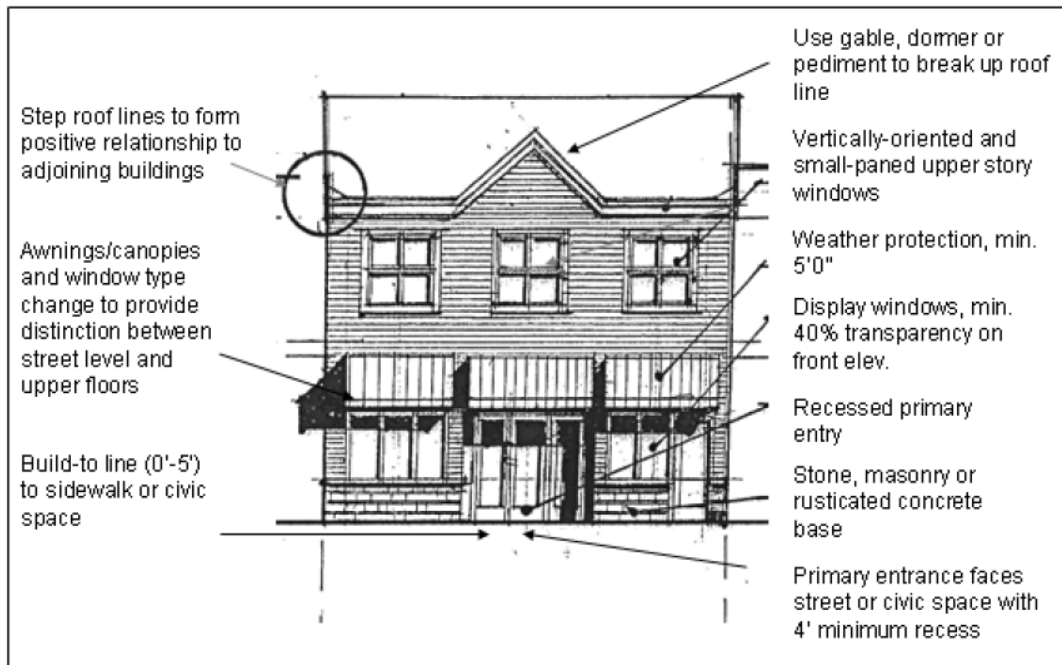 Step roof lines to form
positive relationship to
adjoining buildings
Awnings/canopies
and window type
change to provide
distinction between
street level and
upper floors
Build-to line (0'-5')
to sidewalk or civic
space
Use gable, dormer or
pediment to break up roof
line
Vertically-oriented and
small-paned upper story
windows
Weather protection, min.
5'0"
Display windows, min.
40% transparency on
front elev.
Recessed primary
entry
Stone, masonry or
rusticated concrete
base
Primary entrance faces
street or civic space with
4' minimum recess